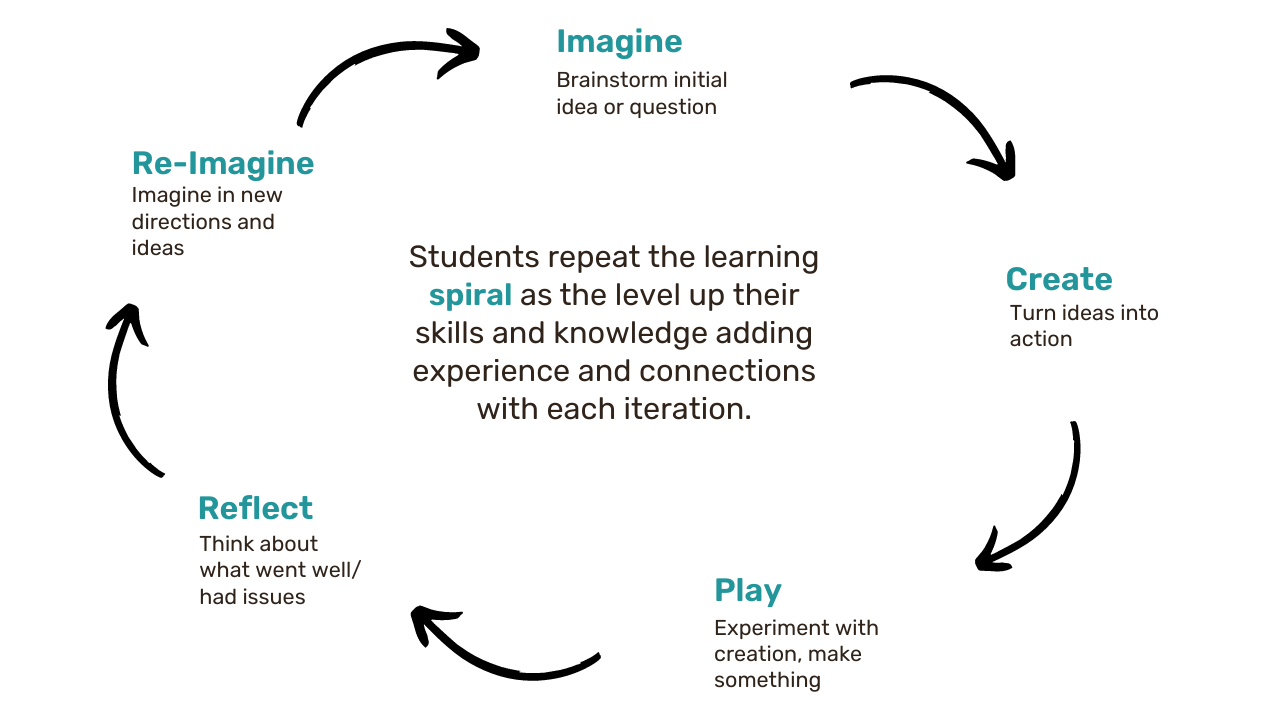 Imagine
Brainstorm initial
idea or question
Create
Turn ideas into
action
Play
Experiment with
creation, make
something
Reflect
Think about
what went well/
had issues
Re-Imagine
Imagine in new
directions and
ideas
Students repeat the learning
spiral as the level up their
skills and knowledge adding
experience and connections
with each iteration.